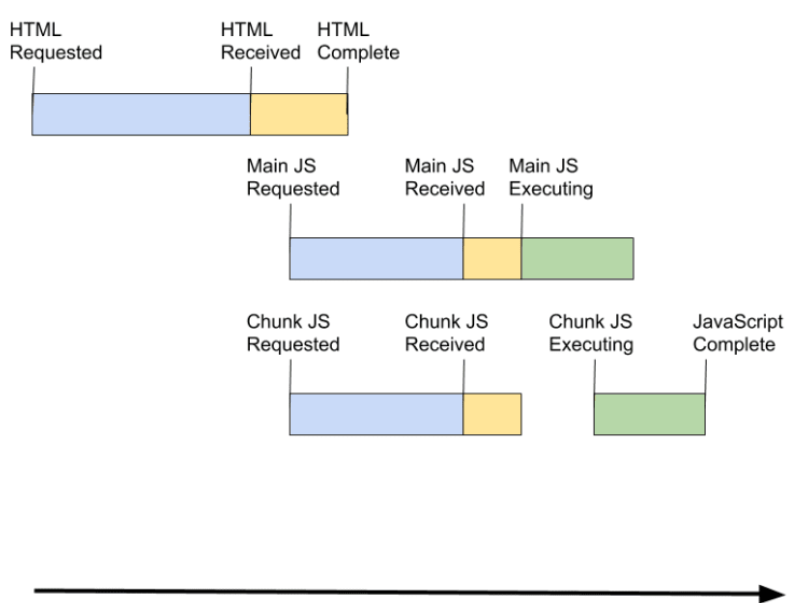 HTML
Requested
HTML
Received
HTML
Complete
Main JS
Requested
Main JS
Received
Main JS
Executing
Chunk JS
Requested
Chunk JS
Received
Chunk JS
Executing
JavaScript
Complete